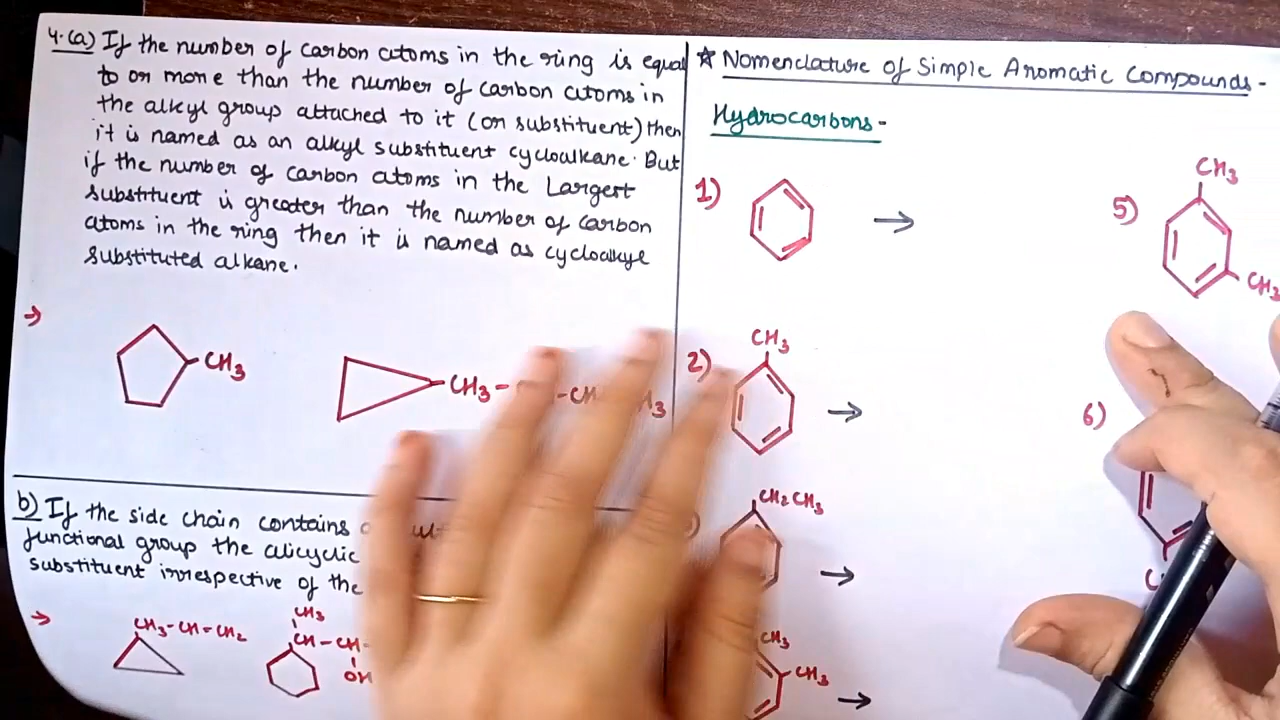 4.(a) If the number of carbon atoms in the ring is equal
to or more than the number of carbon atoms in
the alkyl group attached to it (or substituent) then
it is named as an alkyl substituent cycloalkane. But
if the number of carbon atoms in the Largest
substituent is greater than the number of carbon
atoms in the ring then it is named as cycloalkyl
substituted alkane.
→
CH3
CH3-
-CH
3
b) If the side chain contains
functional group the alicyclic
substituent irrespective of the
→
CH3-CH=CH2
CH3
CH-CH-
OH
☆ Nomenclature of Simple Aromatic Compounds-
Hydrocarbons-
1)
→
2)
CH3
→
CH2CH3
→
CH3
CH3
→
5)
CH3
CH3
6)